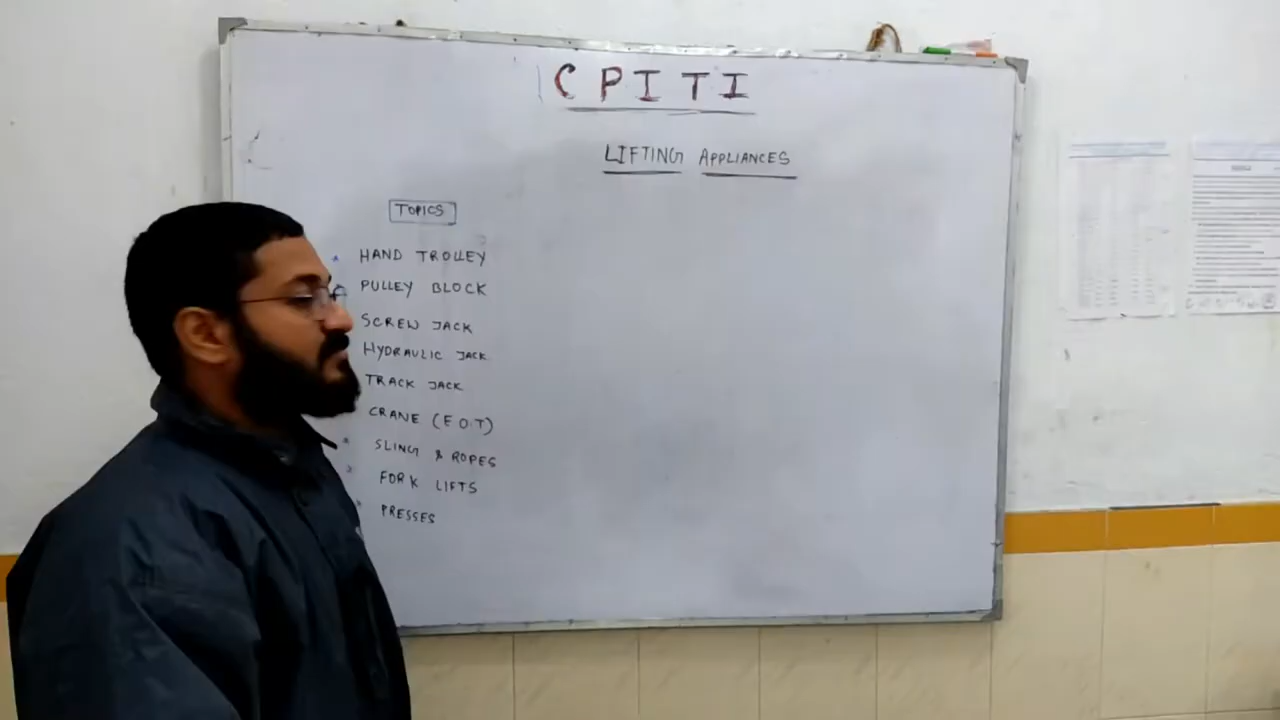 CPITI
LIFTING APPLIANCES
TOPICS
HAND TROLLEY
PULLEY BLOCK
SCREW JACK
HYDRAULIC JACK
TRACK JACK
CRANE (E.O.T)
SLING & ROPES
FORK LIFTS
PRESSES